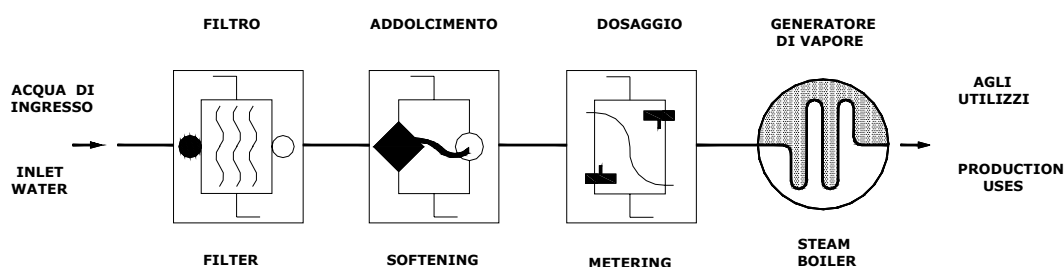 FILTRO
ADDOLCIMENTO
DOSAGGIO
GENERATORE
DI VAPORE
ACQUA DI
INGRESSO
AGLI
UTILIZZI
INLET
WATER
PRODUCTION
USES
FILTER
SOFTENING
METERING
STEAM
BOILER